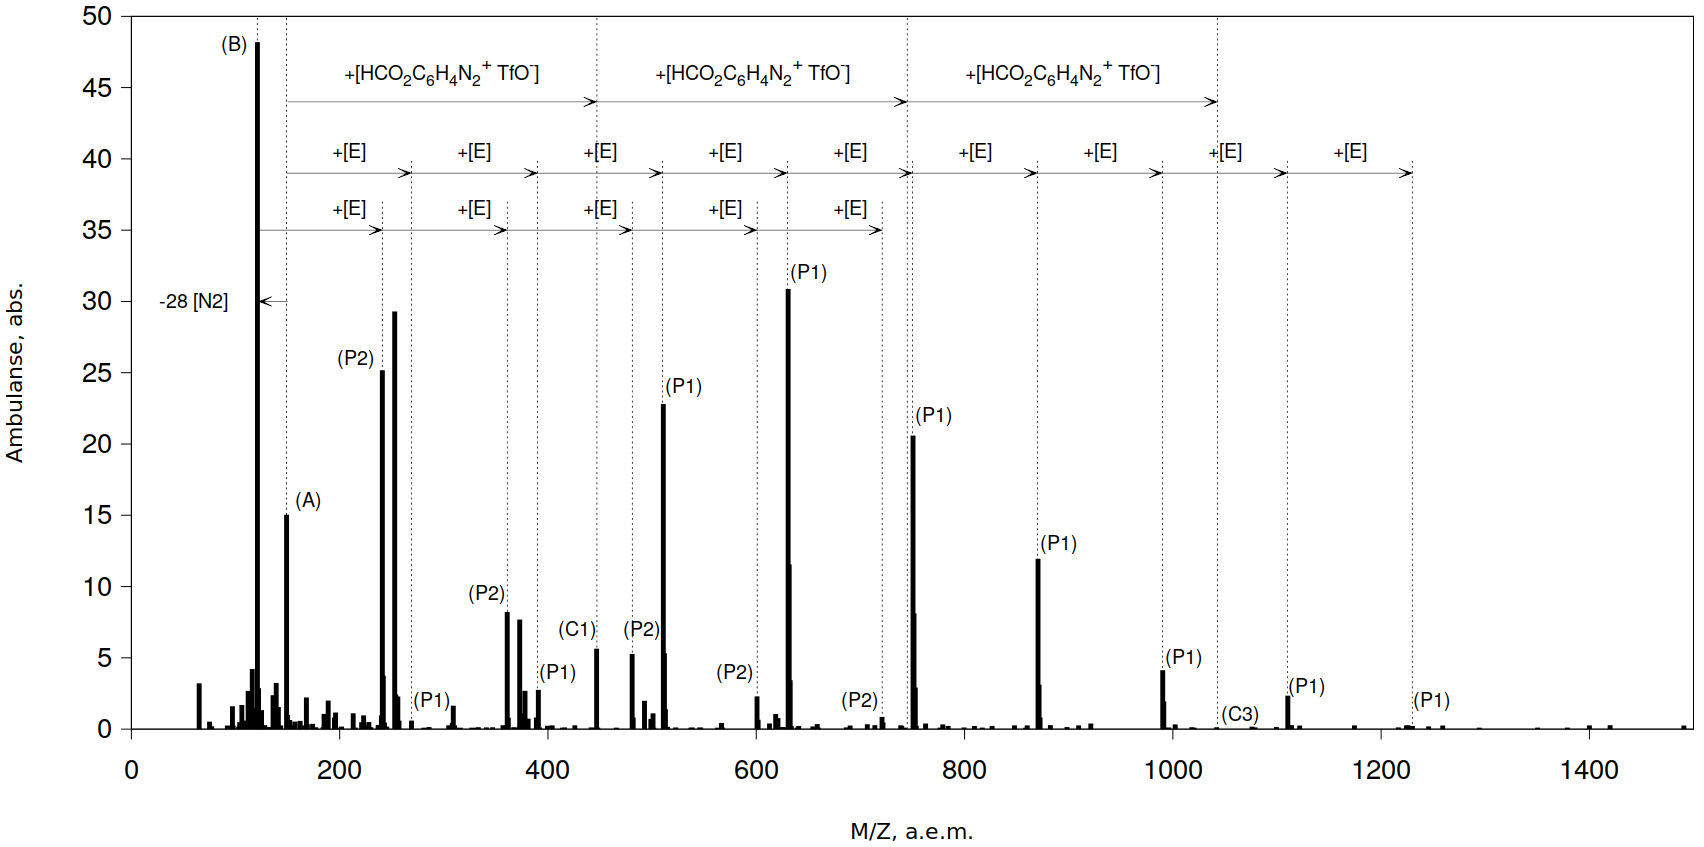 50
(B)
+[HCO2C6H4N2+ TfO-] +[HCO2C6H4N2+ TfO-] +[HCO2C6H4N2+ TfO-]
45
40
+[E] +[E] +[E] +[E] +[E] +[E] +[E] +[E] +[E]
+[E] +[E] +[E] +[E] +[E]
35
-28 [N2]
30
(P1)
(P2)
25
(P1)
(P1)
20
(A)
15
(P1)
10
(P2)
(C1) (P2)
5
(P1) (P1) (P2) (P1) (P2) (P1) (C3) (P1) (P1)
0
0 200 400 600 800 1000 1200 1400
Ambulanse, abs.
M/Z, a.e.m.